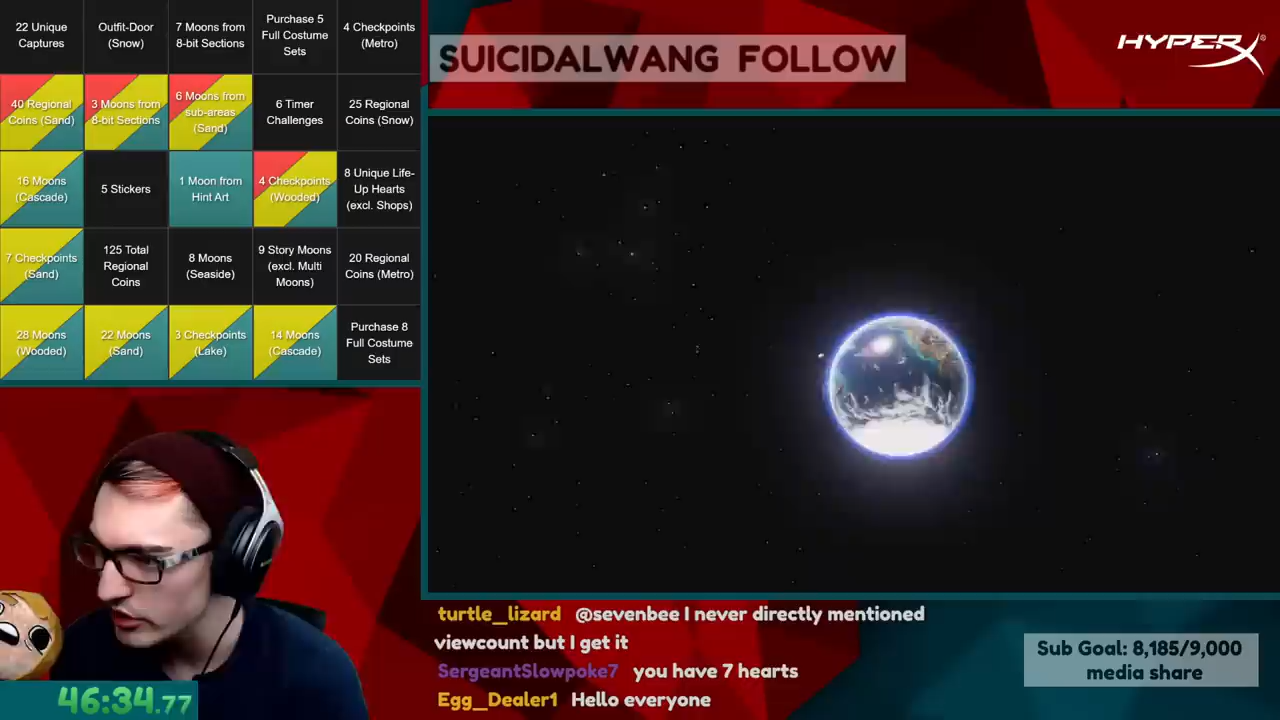 22 Unique
Captures
Outfit-Door
(Snow)
7 Moons from
8-bit Sections
Purchase 5
Full Costume
Sets
4 Checkpoints
(Metro)
40 Regional
Coins (Sand)
3 Moons from
8-bit Sections
6 Moons from
sub-areas
(Sand)
6 Timer
Challenges
25 Regional
Coins (Snow)
16 Moons
(Cascade)
5 Stickers
1 Moon from
Hint Art
4 Checkpoints
(Wooded)
8 Unique Life-
Up Hearts
(excl. Shops)
7 Checkpoints
(Sand)
125 Total
Regional
Coins
8 Moons
(Seaside)
9 Story Moons
(excl. Multi
Moons)
20 Regional
Coins (Metro)
28 Moons
(Wooded)
22 Moons
(Sand)
3 Checkpoints
(Lake)
14 Moons
(Cascade)
Purchase 8
Full Costume
Sets
SUICIDALWANG FOLLOW
HYPERX
turtle_lizard @sevenbee I never directly mentioned
viewcount but I get it
SergeantSlowpoke7 you have 7 hearts
Egg_Dealer1 Hello everyone
Sub Goal: 8,185/9,000
media share
46:34.77